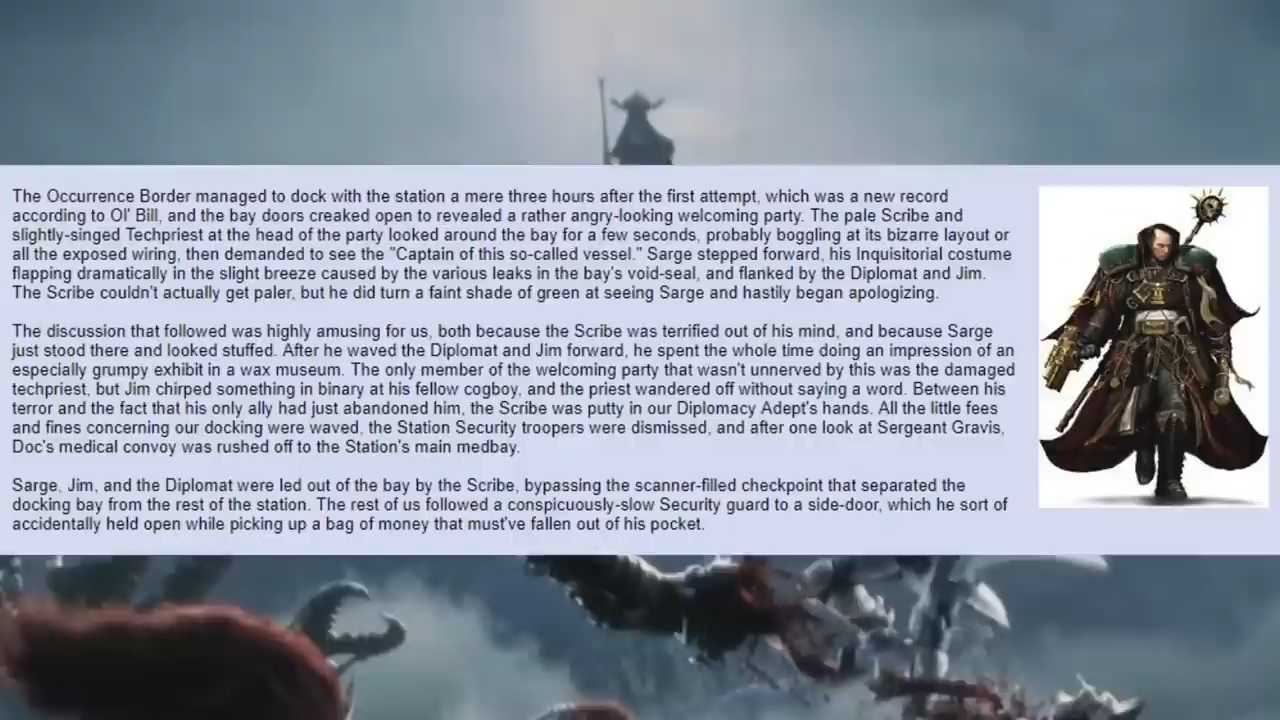 The Occurrence Border managed to dock with the station a mere three hours after the first attempt, which was a new record
according to Ol' Bill, and the bay doors creaked open to revealed a rather angry-looking welcoming party. The pale Scribe and
slightly-singed Techpriest at the head of the party looked around the bay for a few seconds, probably boggling at its bizarre layout or
all the exposed wiring, then demanded to see the "Captain of this so-called vessel." Sarge stepped forward, his Inquisitorial costume
flapping dramatically in the slight breeze caused by the various leaks in the bay's void-seal, and flanked by the Diplomat and Jim.
The Scribe couldn't actually get paler, but he did turn a faint shade of green at seeing Sarge and hastily began apologizing.
The discussion that followed was highly amusing for us, both because the Scribe was terrified out of his mind, and because Sarge
just stood there and looked stuffed. After he waved the Diplomat and Jim forward, he spent the whole time doing an impression of an
especially grumpy exhibit in a wax museum. The only member of the welcoming party that wasn't unnerved by this was the damaged
techpriest, but Jim chirped something in binary at his fellow cogboy, and the priest wandered off without saying a word. Between his
terror and the fact that his only ally had just abandoned him, the Scribe was putty in our Diplomacy Adept's hands. All the little fees
and fines concerning our docking were waved, the Station Security troopers were dismissed, and after one look at Sergeant Gravis,
Doc's medical convoy was rushed off to the Station's main medbay.
Sarge, Jim, and the Diplomat were led out of the bay by the Scribe, bypassing the scanner-filled checkpoint that separated the
docking bay from the rest of the station. The rest of us followed a conspicuously-slow Security guard to a side-door, which he sort of
accidentally held open while picking up a bag of money that must've fallen out of his pocket.